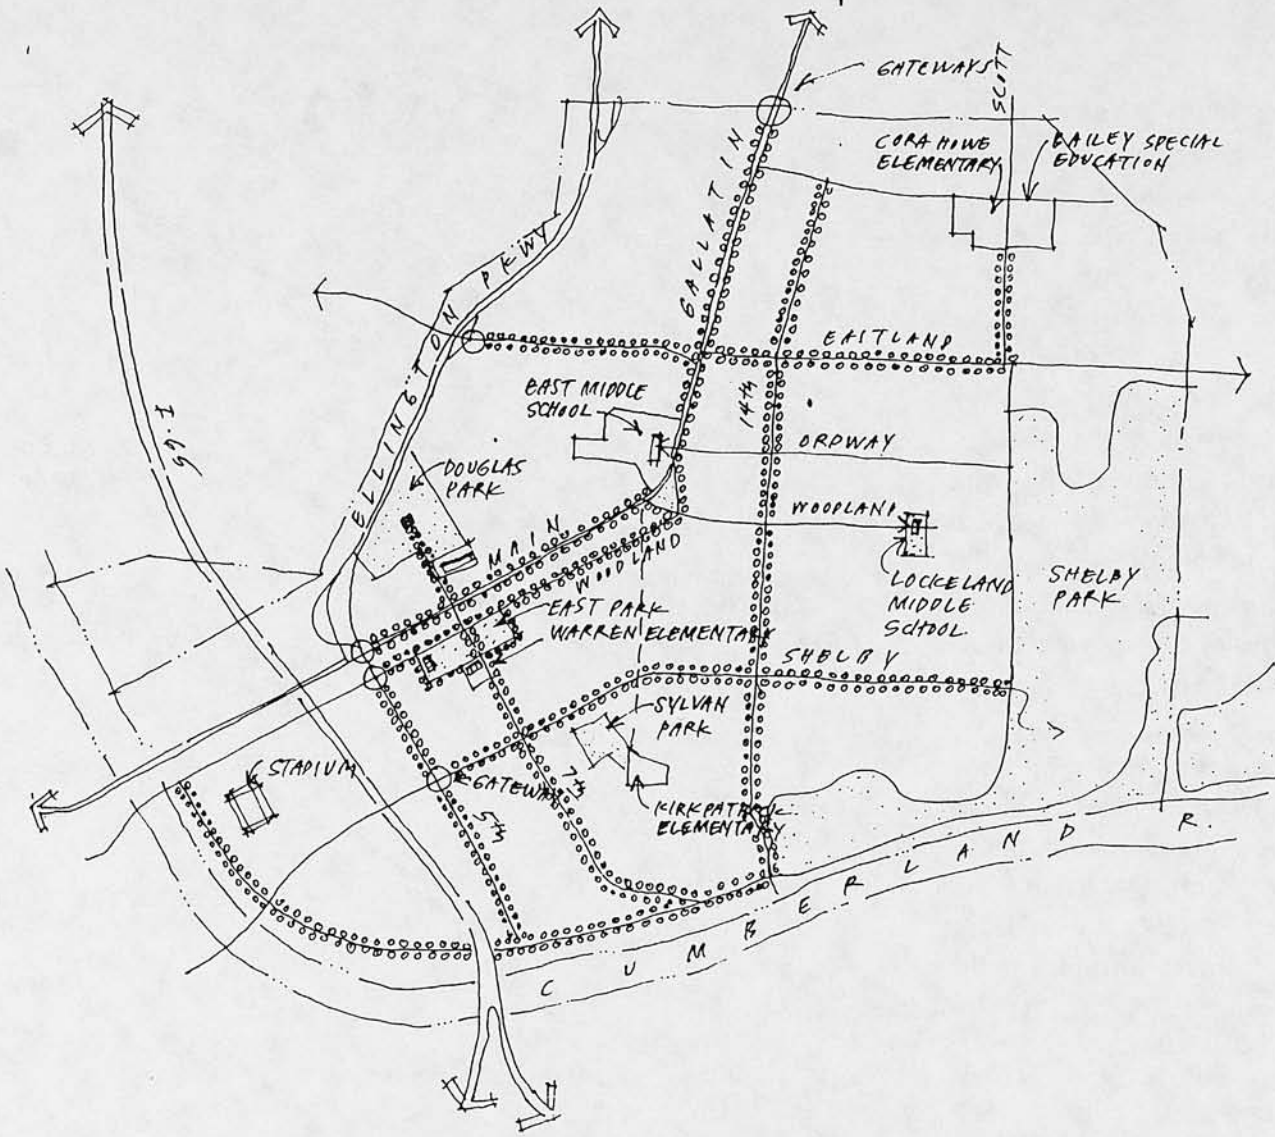 GATEWAYS
SCOTT
CORA HOWE
ELEMENTARY
BAILEY SPECIAL
EDUCATION
GALLATIN
ELLINGTON PKWY
I-65
EASTLAND
EAST MIDDLE
SCHOOL
14th
ORDWAY
DOUGLAS
PARK
MAIN
WOODLAND
WOODLAND
LOCKELAND
MIDDLE
SCHOOL
SHELBY
PARK
EAST PARK
WARREN ELEMENTARY
SHELBY
SYLVAN
PARK
STADIUM
GATEWAY
7th
5th
KIRKPATRICK
ELEMENTARY
CUMBERLAND R.